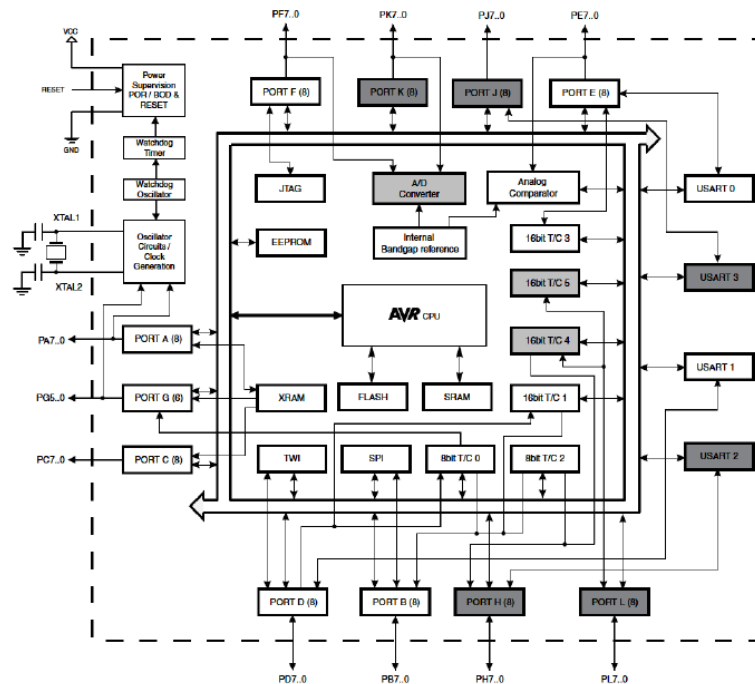 PF7..0
PK7..0
PJ7..0
PE7..0
VCC
RESET
GND
Power
Supervision
POR / BOD &
RESET
PORT F (8)
PORT K (8)
PORT J (8)
PORT E (8)
Watchdog
Timer
Watchdog
Oscillator
JTAG
A/D
Converter
Analog
Comparator
USART 0
XTAL1
XTAL2
Oscillator
Circuits /
Clock
Generation
EEPROM
Internal
Bandgap reference
16bit T/C 3
16bit T/C 5
USART 3
AVR CPU
16bit T/C 4
PA7..0
PORT A (8)
USART 1
PG5..0
PORT G (6)
XRAM
FLASH
SRAM
16bit T/C 1
PC7..0
PORT C (8)
TWI
SPI
8bit T/C 0
8bit T/C 2
USART 2
PORT D (8)
PORT B (8)
PORT H (8)
PORT L (8)
PD7..0
PB7..0
PH7..0
PL7..0